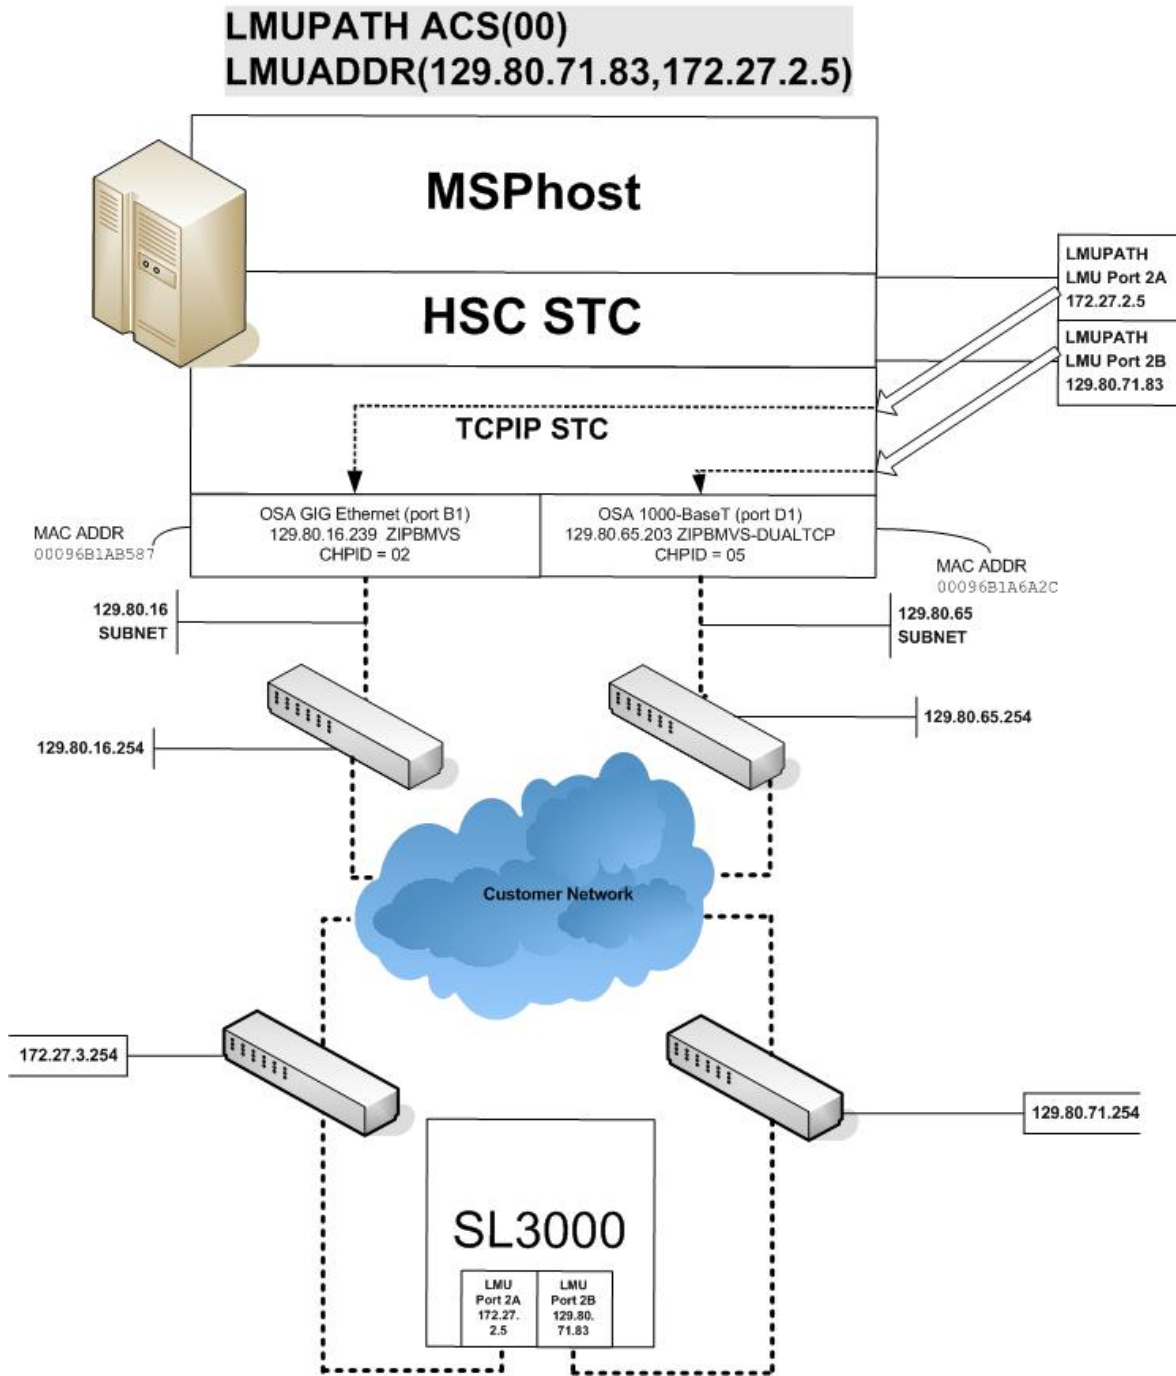 LMUPATH ACS(00)
LMUADDR(129.80.71.83,172.27.2.5)
MSPhost
HSC STC
LMUPATH
LMU Port 2A
172.27.2.5
LMUPATH
LMU Port 2B
129.80.71.83
TCPIP STC
OSA GIG Ethernet (port B1)
129.80.16.239 ZIPBMVS
CHPID = 02
OSA 1000-BaseT (port D1)
129.80.65.203 ZIPBMVS-DUALTCP
CHPID = 05
MAC ADDR
00096B1AB587
MAC ADDR
00096B1A6A2C
129.80.16
SUBNET
129.80.65
SUBNET
129.80.16.254
129.80.65.254
Customer Network
172.27.3.254
129.80.71.254
SL3000
LMU
Port 2A
172.27.
2.5
LMU
Port 2B
129.80.
71.83